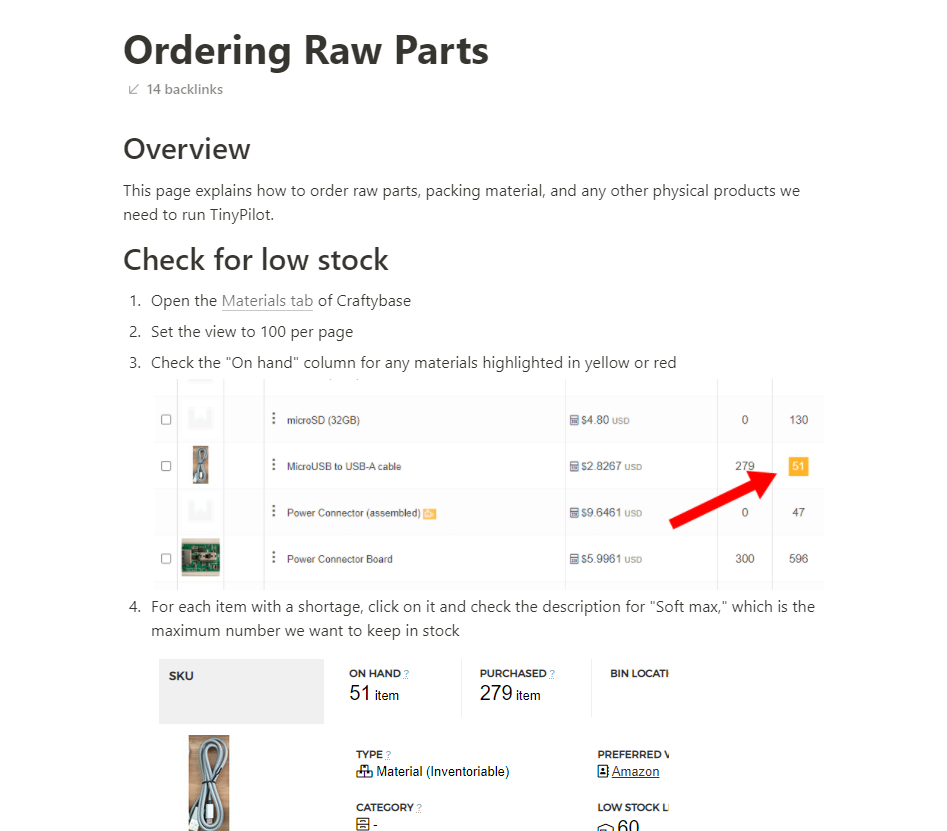 Ordering Raw Parts
14 backlinks
Overview
This page explains how to order raw parts, packing material, and any other physical products we
need to run TinyPilot.
Check for low stock
1. Open the Materials tab of Craftybase
2. Set the view to 100 per page
3. Check the "On hand" column for any materials highlighted in yellow or red
microSD (32GB) $4.80 USD 0 130
MicroUSB to USB-A cable $2.8267 USD 279 51
Power Connector (assembled) $9.6461 USD 0 47
Power Connector Board $5.9961 USD 300 596
4. For each item with a shortage, click on it and check the description for "Soft max," which is the
maximum number we want to keep in stock
SKU ON HAND ? PURCHASED ? BIN LOCATI
51 item 279 item
TYPE ? PREFERRED V
Material (Inventoriable) Amazon
CATEGORY ? LOW STOCK L
- 60